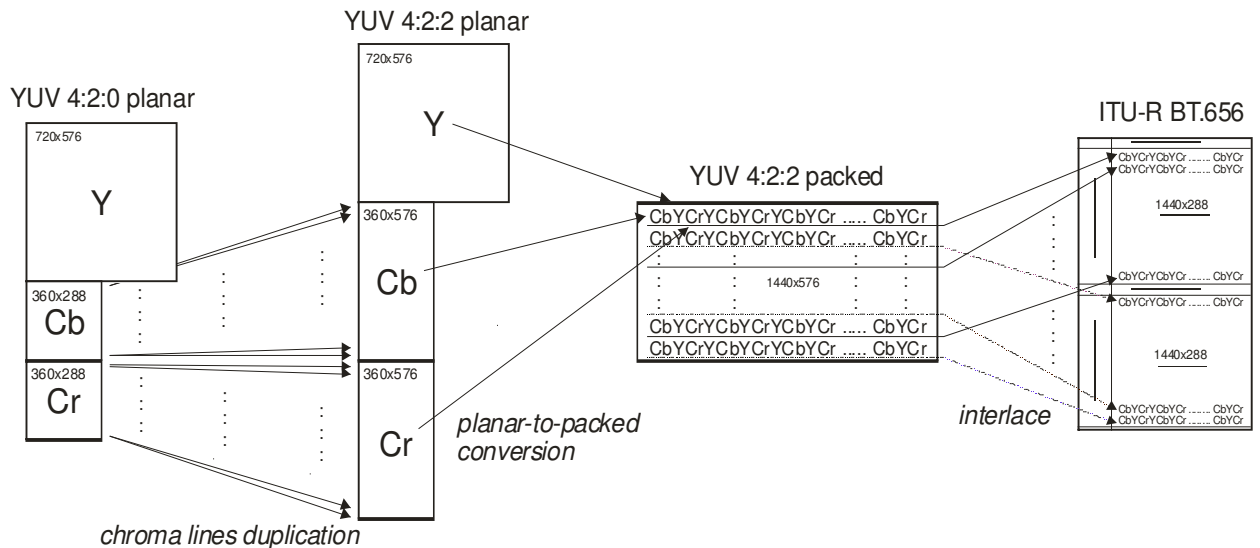 YUV 4:2:2 planar
720x576
Y
YUV 4:2:0 planar
720x576
Y
ITU-R BT.656
CbYCrYCbYCr ........ CbYCr
CbYCrYCbYCr ........ CbYCr
1440x288
CbYCrYCbYCr ........ CbYCr
CbYCrYCbYCr ........ CbYCr
1440x288
CbYCrYCbYCr ........ CbYCr
CbYCrYCbYCr ........ CbYCr
YUV 4:2:2 packed
CbYCrYCbYCrYCbYCr ..... CbYCr
CbYCrYCbYCrYCbYCr ..... CbYCr
1440x576
CbYCrYCbYCrYCbYCr ..... CbYCr
CbYCrYCbYCrYCbYCr ..... CbYCr
360x576
Cb
360x288
Cb
360x288
Cr
360x576
Cr
planar-to-packed
conversion
interlace
chroma lines duplication